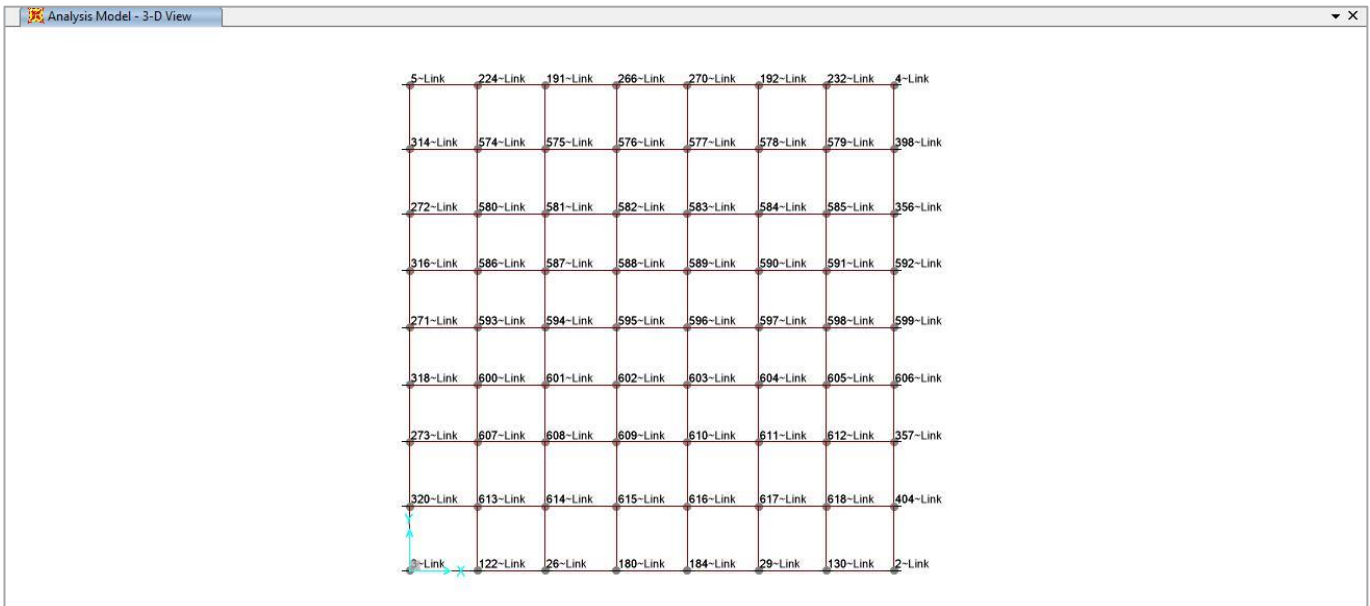 Analysis Model - 3-D View
5~Link 224~Link 191~Link 266~Link 270~Link 192~Link 232~Link 4~Link
314~Link 574~Link 575~Link 576~Link 577~Link 578~Link 579~Link 398~Link
272~Link 580~Link 581~Link 582~Link 583~Link 584~Link 585~Link 356~Link
316~Link 586~Link 587~Link 588~Link 589~Link 590~Link 591~Link 592~Link
271~Link 593~Link 594~Link 595~Link 596~Link 597~Link 598~Link 599~Link
318~Link 600~Link 601~Link 602~Link 603~Link 604~Link 605~Link 606~Link
273~Link 607~Link 608~Link 609~Link 610~Link 611~Link 612~Link 357~Link
320~Link 613~Link 614~Link 615~Link 616~Link 617~Link 618~Link 404~Link
Y
3~Link X 122~Link 26~Link 180~Link 184~Link 29~Link 130~Link 2~Link